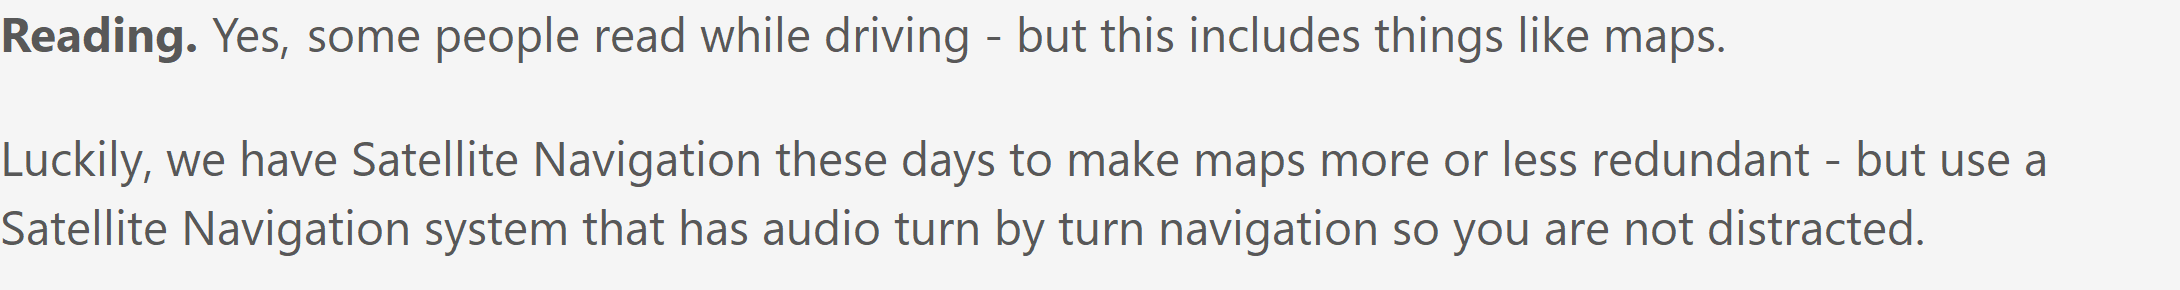 Reading. Yes, some people read while driving - but this includes things like maps.
Luckily, we have Satellite Navigation these days to make maps more or less redundant - but use a
Satellite Navigation system that has audio turn by turn navigation so you are not distracted.